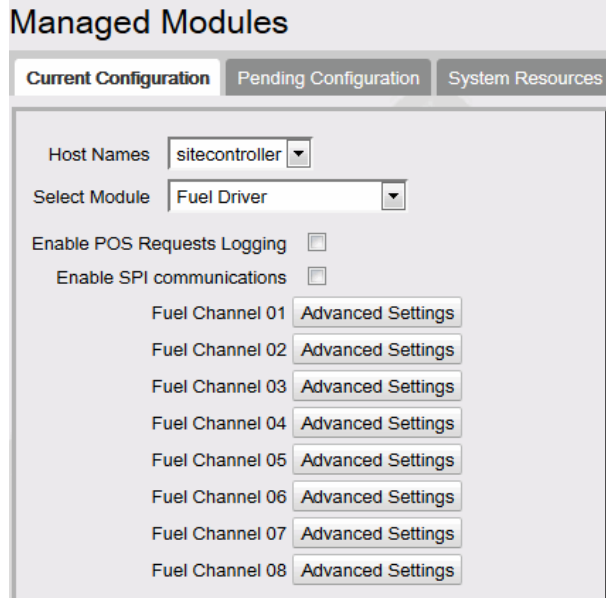 Managed Modules
Current Configuration Pending Configuration System Resources
Host Names sitecontroller
Select Module Fuel Driver
Enable POS Requests Logging
Enable SPI communications
Fuel Channel 01 Advanced Settings
Fuel Channel 02 Advanced Settings
Fuel Channel 03 Advanced Settings
Fuel Channel 04 Advanced Settings
Fuel Channel 05 Advanced Settings
Fuel Channel 06 Advanced Settings
Fuel Channel 07 Advanced Settings
Fuel Channel 08 Advanced Settings